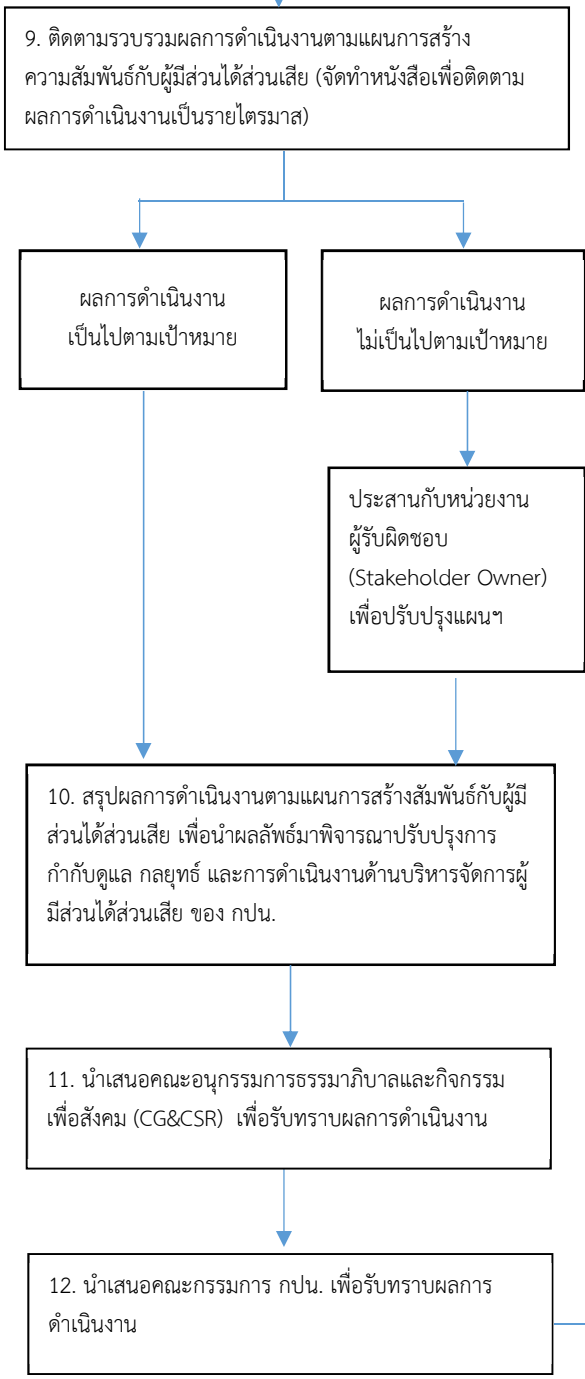 9. ติดตามรวบรวมผลการดำเนินงานตามแผนการสร้าง
ความสัมพันธ์กับผู้มีส่วนได้ส่วนเสีย (จัดทำหนังสือเพื่อติดตาม
ผลการดำเนินงานเป็นรายไตรมาส)
ผลการดำเนินงาน
เป็นไปตามเป้าหมาย
ผลการดำเนินงาน
ไม่เป็นไปตามเป้าหมาย
ประสานกับหน่วยงาน
ผู้รับผิดชอบ
(Stakeholder Owner)
เพื่อปรับปรุงแผนฯ
10. สรุปผลการดำเนินงานตามแผนการสร้างสัมพันธ์กับผู้มี
ส่วนได้ส่วนเสีย เพื่อนำผลลัพธ์มาพิจารณาปรับปรุงการ
กำกับดูแล กลยุทธ์ และการดำเนินงานด้านบริหารจัดการผู้
มีส่วนได้ส่วนเสีย ของ กปน.
11. นำเสนอคณะอนุกรรมการธรรมาภิบาลและกิจกรรม
เพื่อสังคม (CG&CSR) เพื่อรับทราบผลการดำเนินงาน
12. นำเสนอคณะกรรมการ กปน. เพื่อรับทราบผลการ
ดำเนินงาน